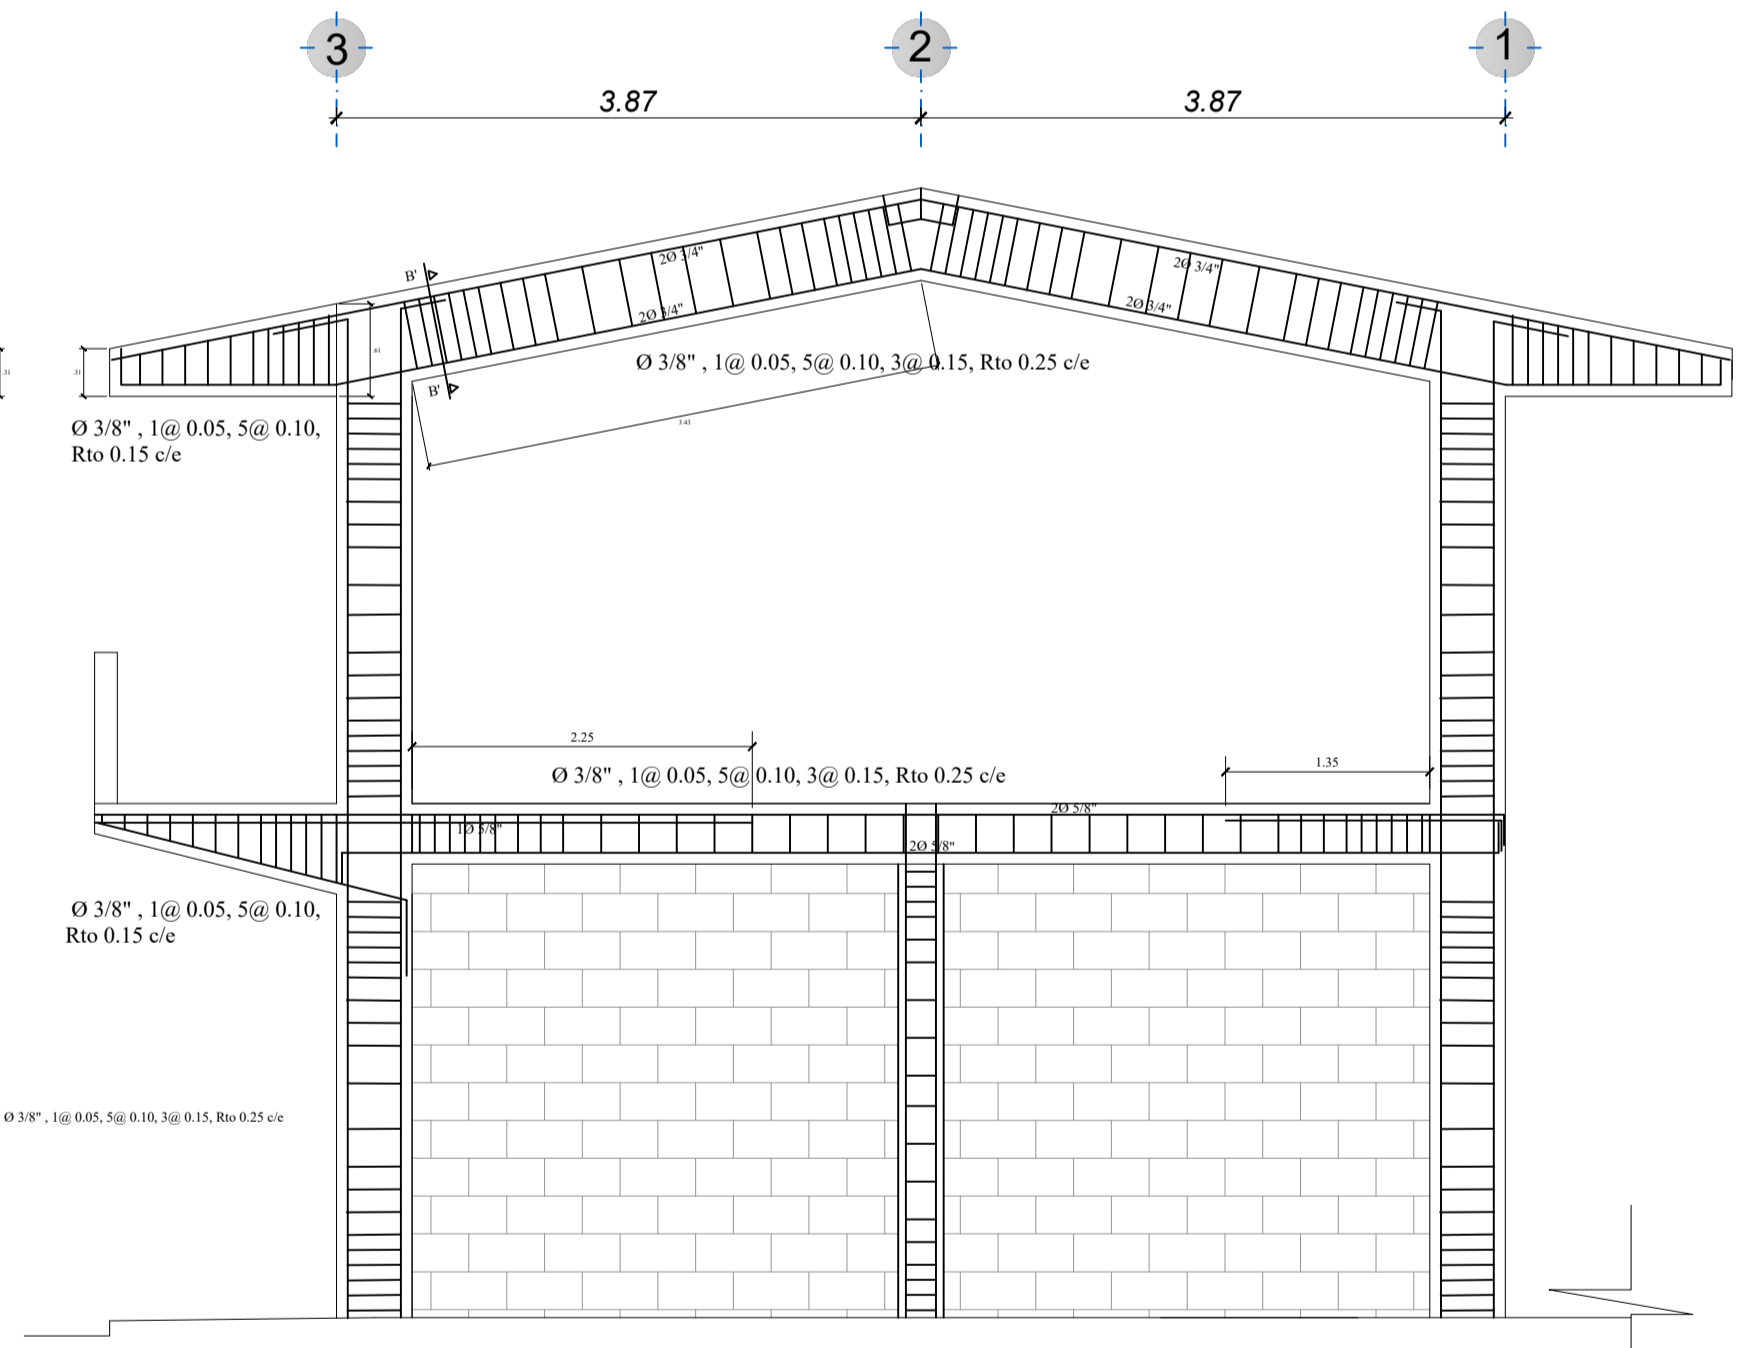 3
2
1
3.87
3.87
2Ø 3/4"
2Ø 3/4"
B'
2Ø 3/4"
2Ø 3/4"
.61
.31
.31
Ø 3/8" , 1@ 0.05, 5@ 0.10, 3@ 0.15, Rto 0.25 c/e
B'
3.43
Ø 3/8" , 1@ 0.05, 5@ 0.10,
Rto 0.15 c/e
2.25
1.35
Ø 3/8" , 1@ 0.05, 5@ 0.10, 3@ 0.15, Rto 0.25 c/e
2Ø 5/8"
1Ø 5/8"
2Ø 5/8"
Ø 3/8" , 1@ 0.05, 5@ 0.10,
Rto 0.15 c/e
Ø 3/8" , 1@ 0.05, 5@ 0.10, 3@ 0.15, Rto 0.25 c/e